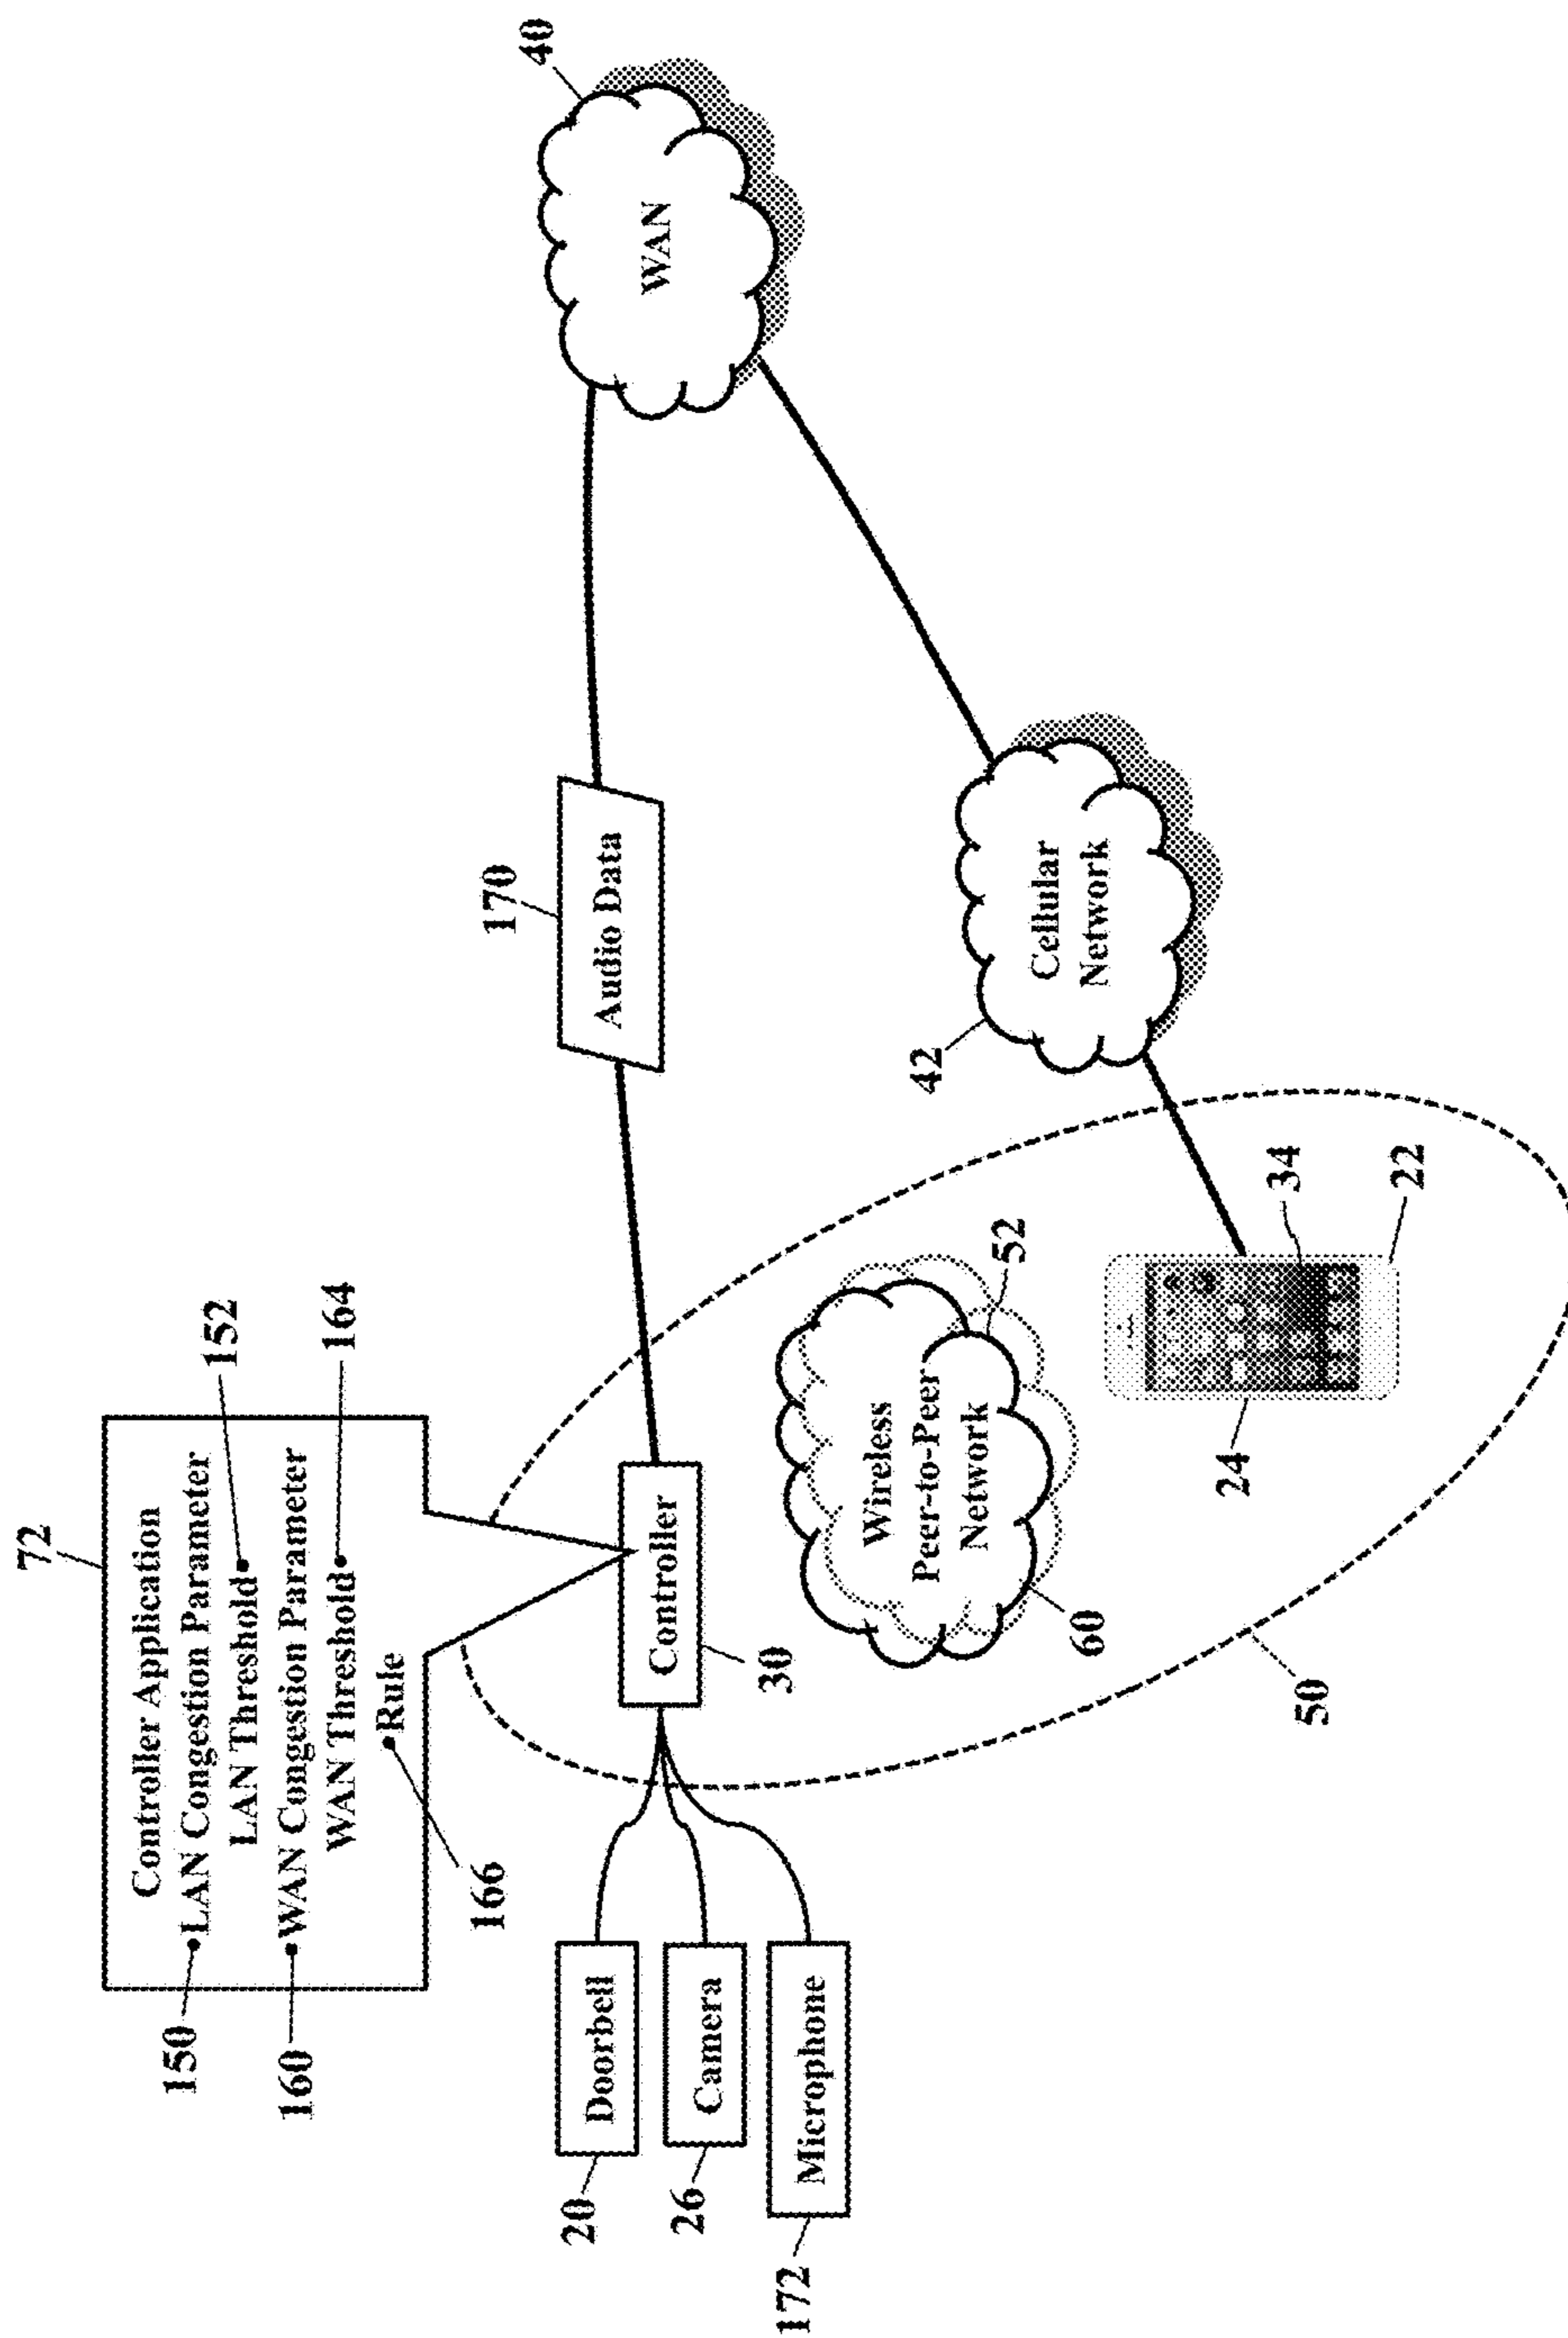 72
Controller Application
150
LAN Congestion Parameter
LAN Threshold
152
160
WAN Congestion Parameter
WAN Threshold
164
Rule
166
20
Doorbell
26
Camera
172
Microphone
Controller
30
170
Audio Data
WAN
40
Wireless
Peer-to-Peer
Network
52
60
Cellular
Network
42
24
34
22
50